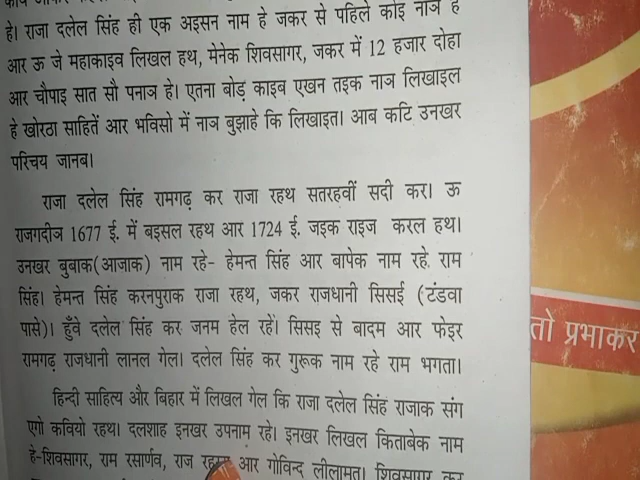 हे। राजा दलेल सिंह ही एक अइसन नाम हे जकर से पहिले कोइ नाञ हे
आर ऊ जे महाकाइव लिखल हथ, मेनेक शिवसागर, जकर में 12 हजार दोहा
आर चौपाइ सात सौ पनाञ हे। एतना बोड़ काइब एखन तइक नाञ लिखाइल
हे खोरठा साहितें आर भविसो में नाञ बुझाहे कि लिखाइत। आब कटि उनखर
परिचय जानब।
राजा दलेल सिंह रामगढ़ कर राजा रहथ सतरहवीं सदी कर। ऊ
राजगदीञ 1677 ई. में बइसल रहथ आर 1724 ई. जइक राइज करल हथ।
उनखर बुबाक(आजाक) नाम रहे- हेमन्त सिंह आर बापेक नाम रहे. राम
सिंह। हेमन्त सिंह करनपुराक राजा रहथ, जकर राजधानी सिसई (टंडवा
पासे)। हुँवे दलेल सिंह कर जनम हेल रहे। सिसइ से बादम आर फेइर
रामगढ़ राजधानी लानल गेल। दलेल सिंह कर गुरूक नाम रहे राम भगता।
हिन्दी साहित्य और बिहार में लिखल गेल कि राजा दलेल सिंह राजाक संग
एगो कवियो रहथ। दलशाह इनखर उपनाम रहे। इनखर लिखल किताबेक नाम
हे-शिवसागर, राम रसार्णव, राज आर गोविन्द लीलामृत। शिवसागर कर
तो प्रभाकर